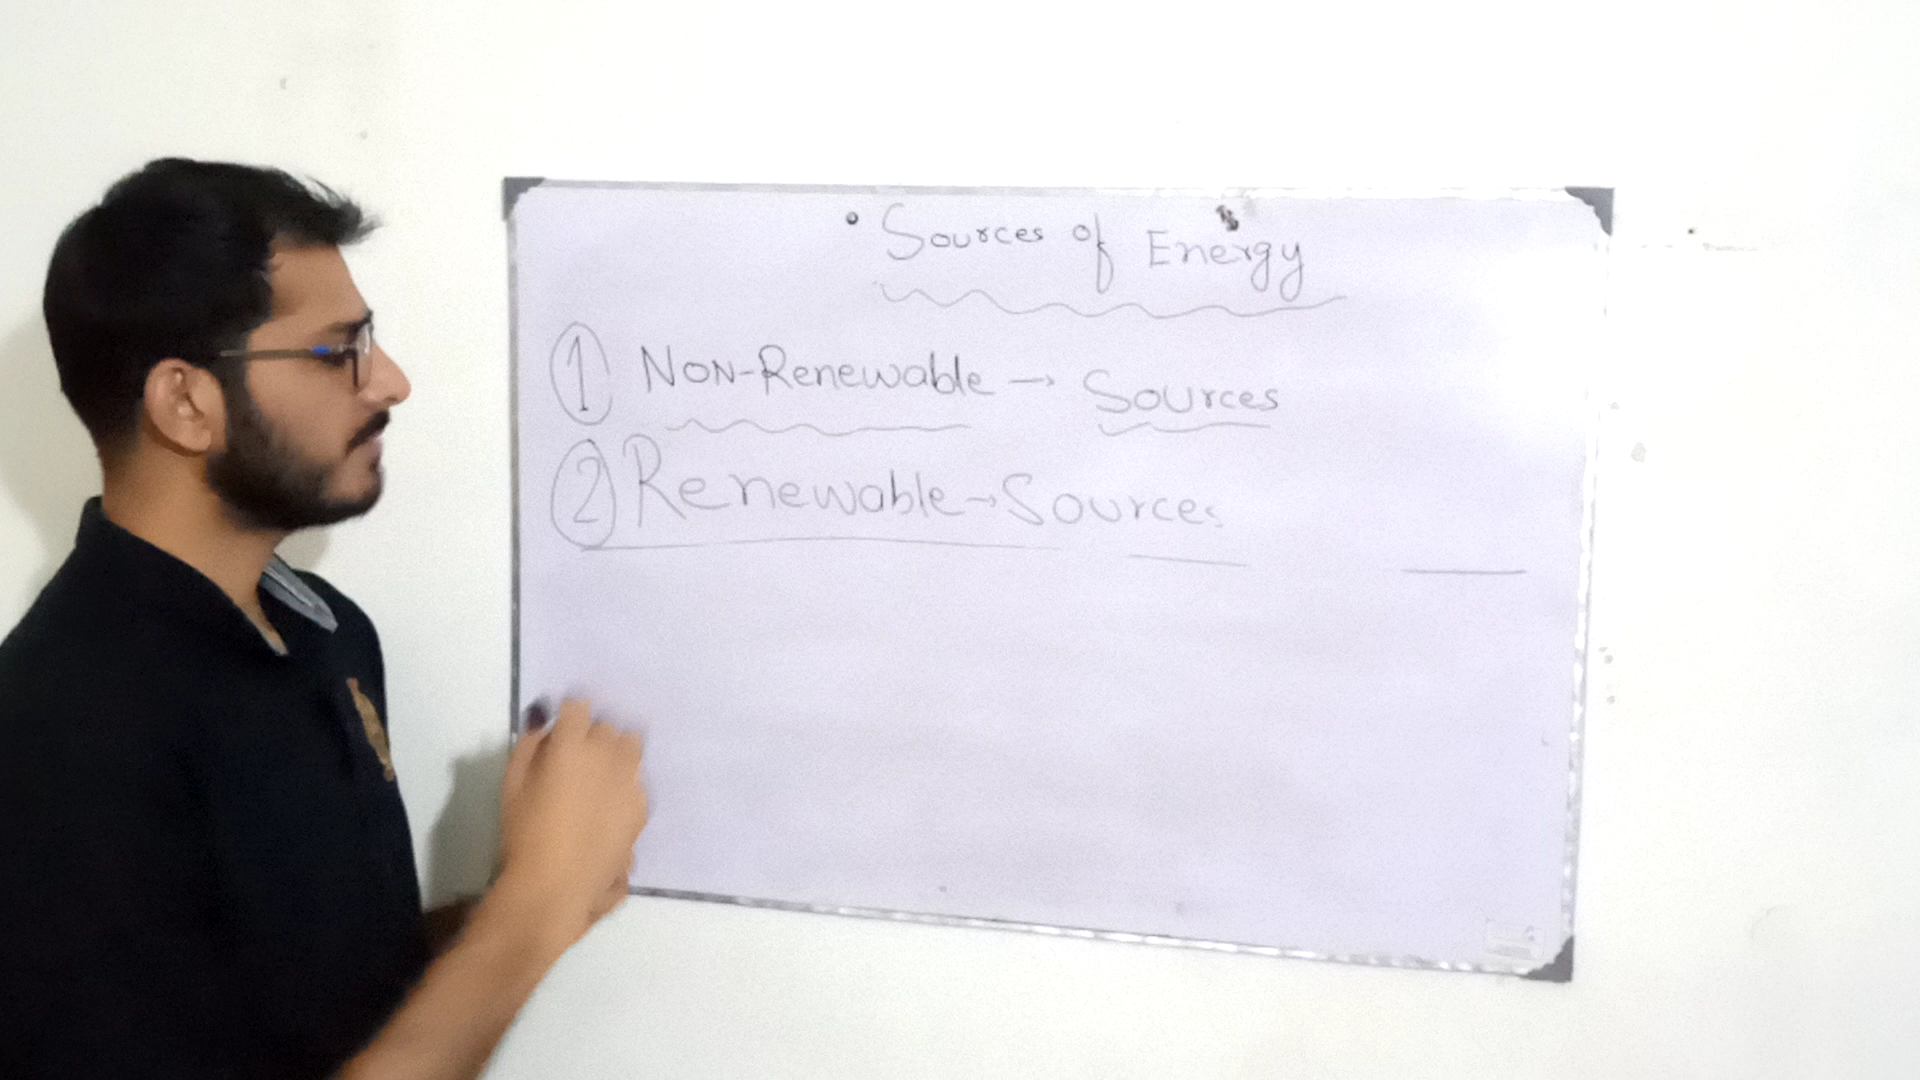 • Sources of Energy
① NON-Renewable → Sources
② Renewable → Sources